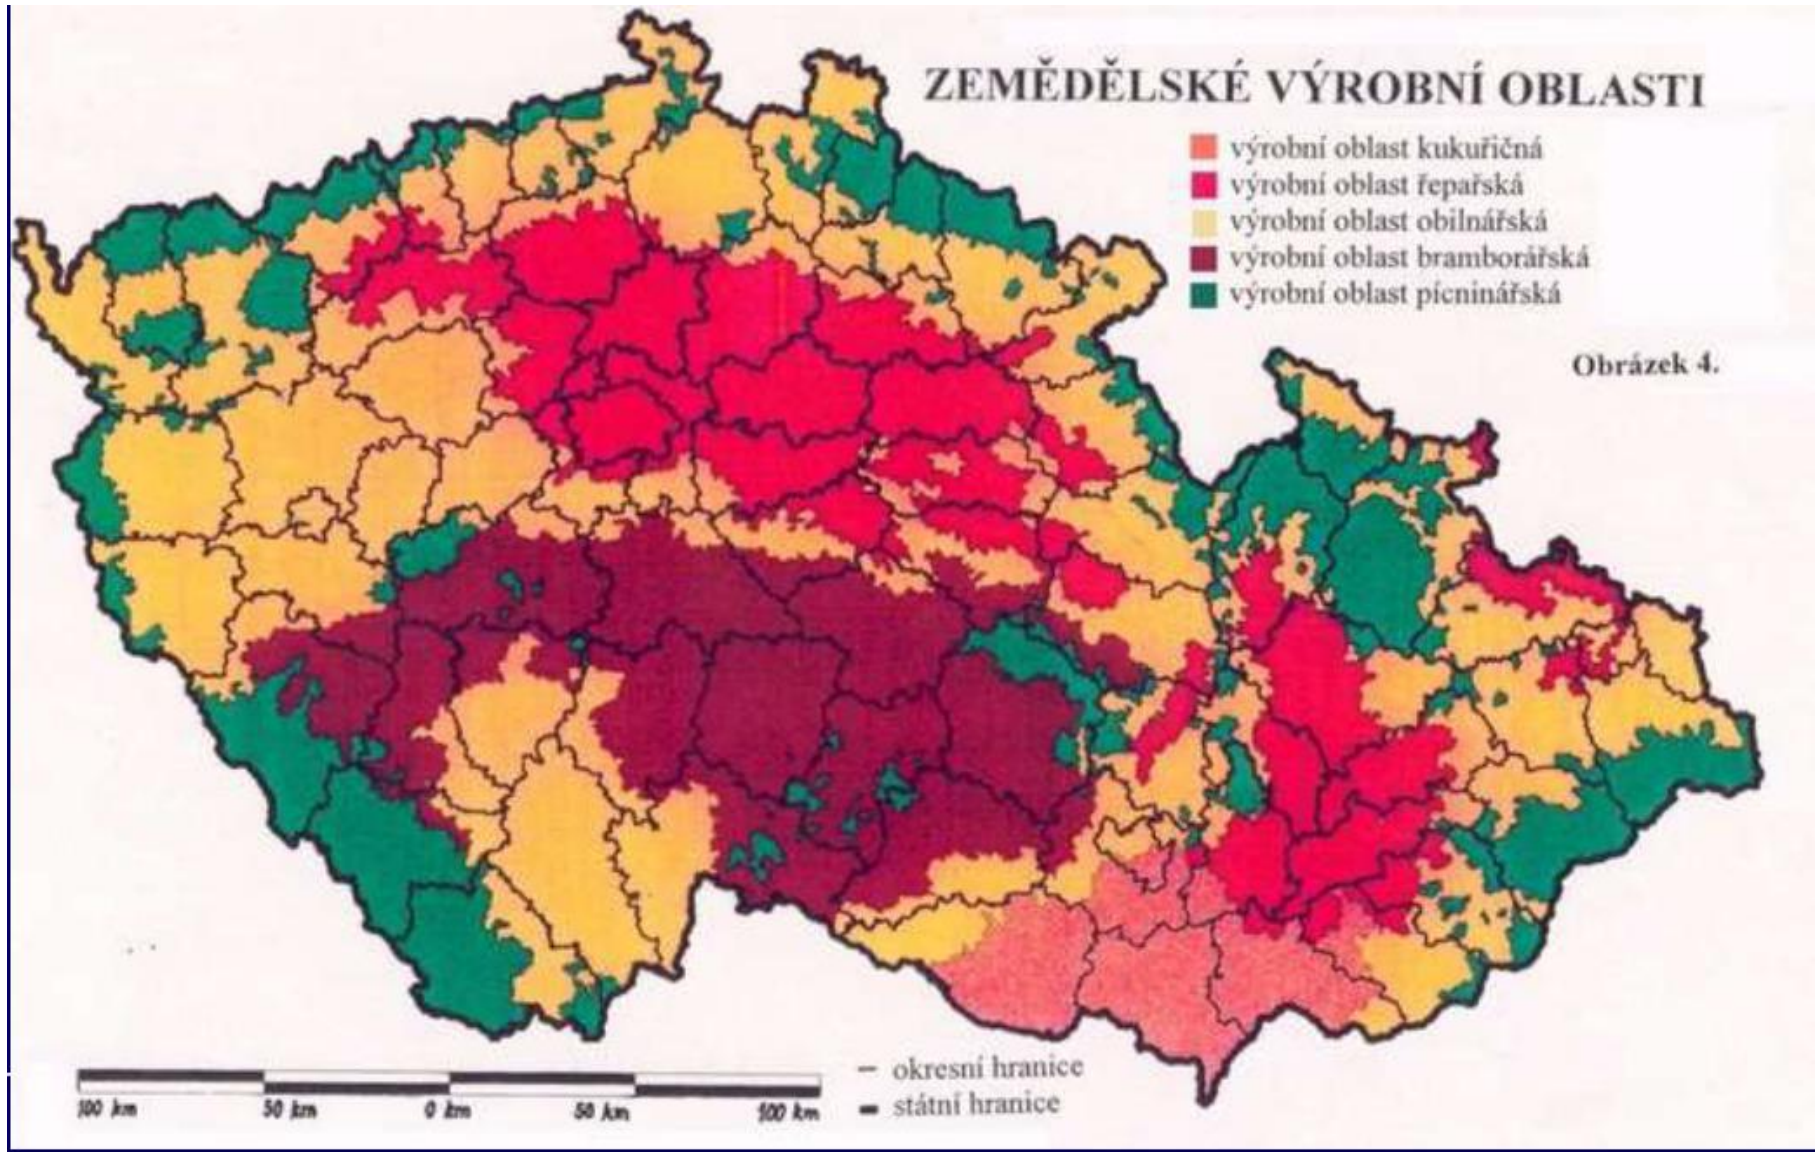 ZEMĚDĚLSKÉ VÝROBNÍ OBLASTI
výrobní oblast kukuřičná
výrobní oblast řepařská
výrobní oblast obilnářská
výrobní oblast bramborářská
výrobní oblast pícninářská
Obrázek 4.
okresní hranice
státní hranice
100 km 50 km 0 km 50 km 100 km